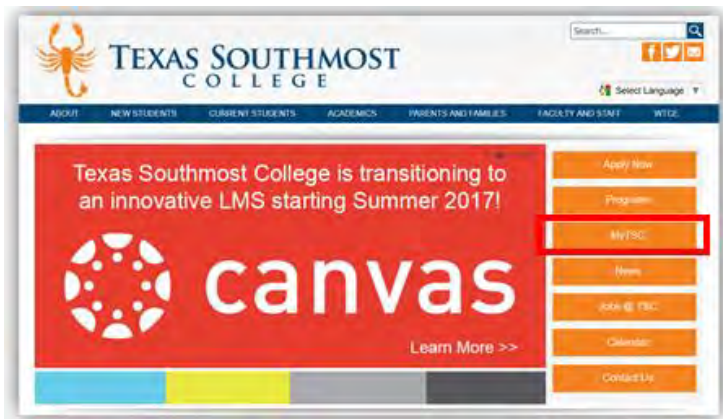 Search...
TEXAS SOUTHMOST
COLLEGE
Select Language ▼
ABOUT NEW STUDENTS CURRENT STUDENTS ACADEMICS PARENTS AND FAMILIES FACULTY AND STAFF WTCE
Texas Southmost College is transitioning to
an innovative LMS starting Summer 2017!
canvas
Learn More >>
Apply Now
Programs
MyTSC
News
Jobs @ TSC
Calendar
Contact Us